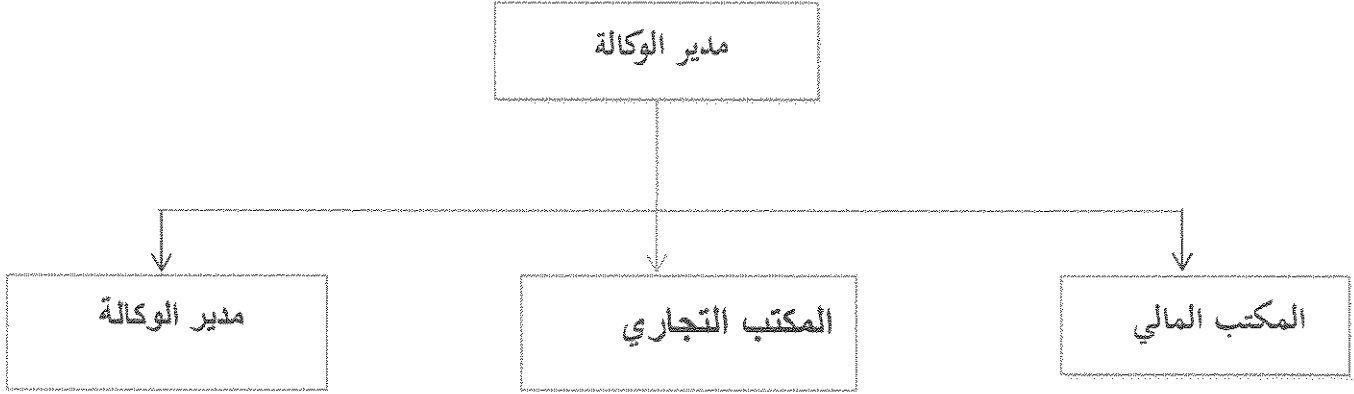 مدير الوكالة
المكتب المالي
المكتب التجاري
مدير الوكالة